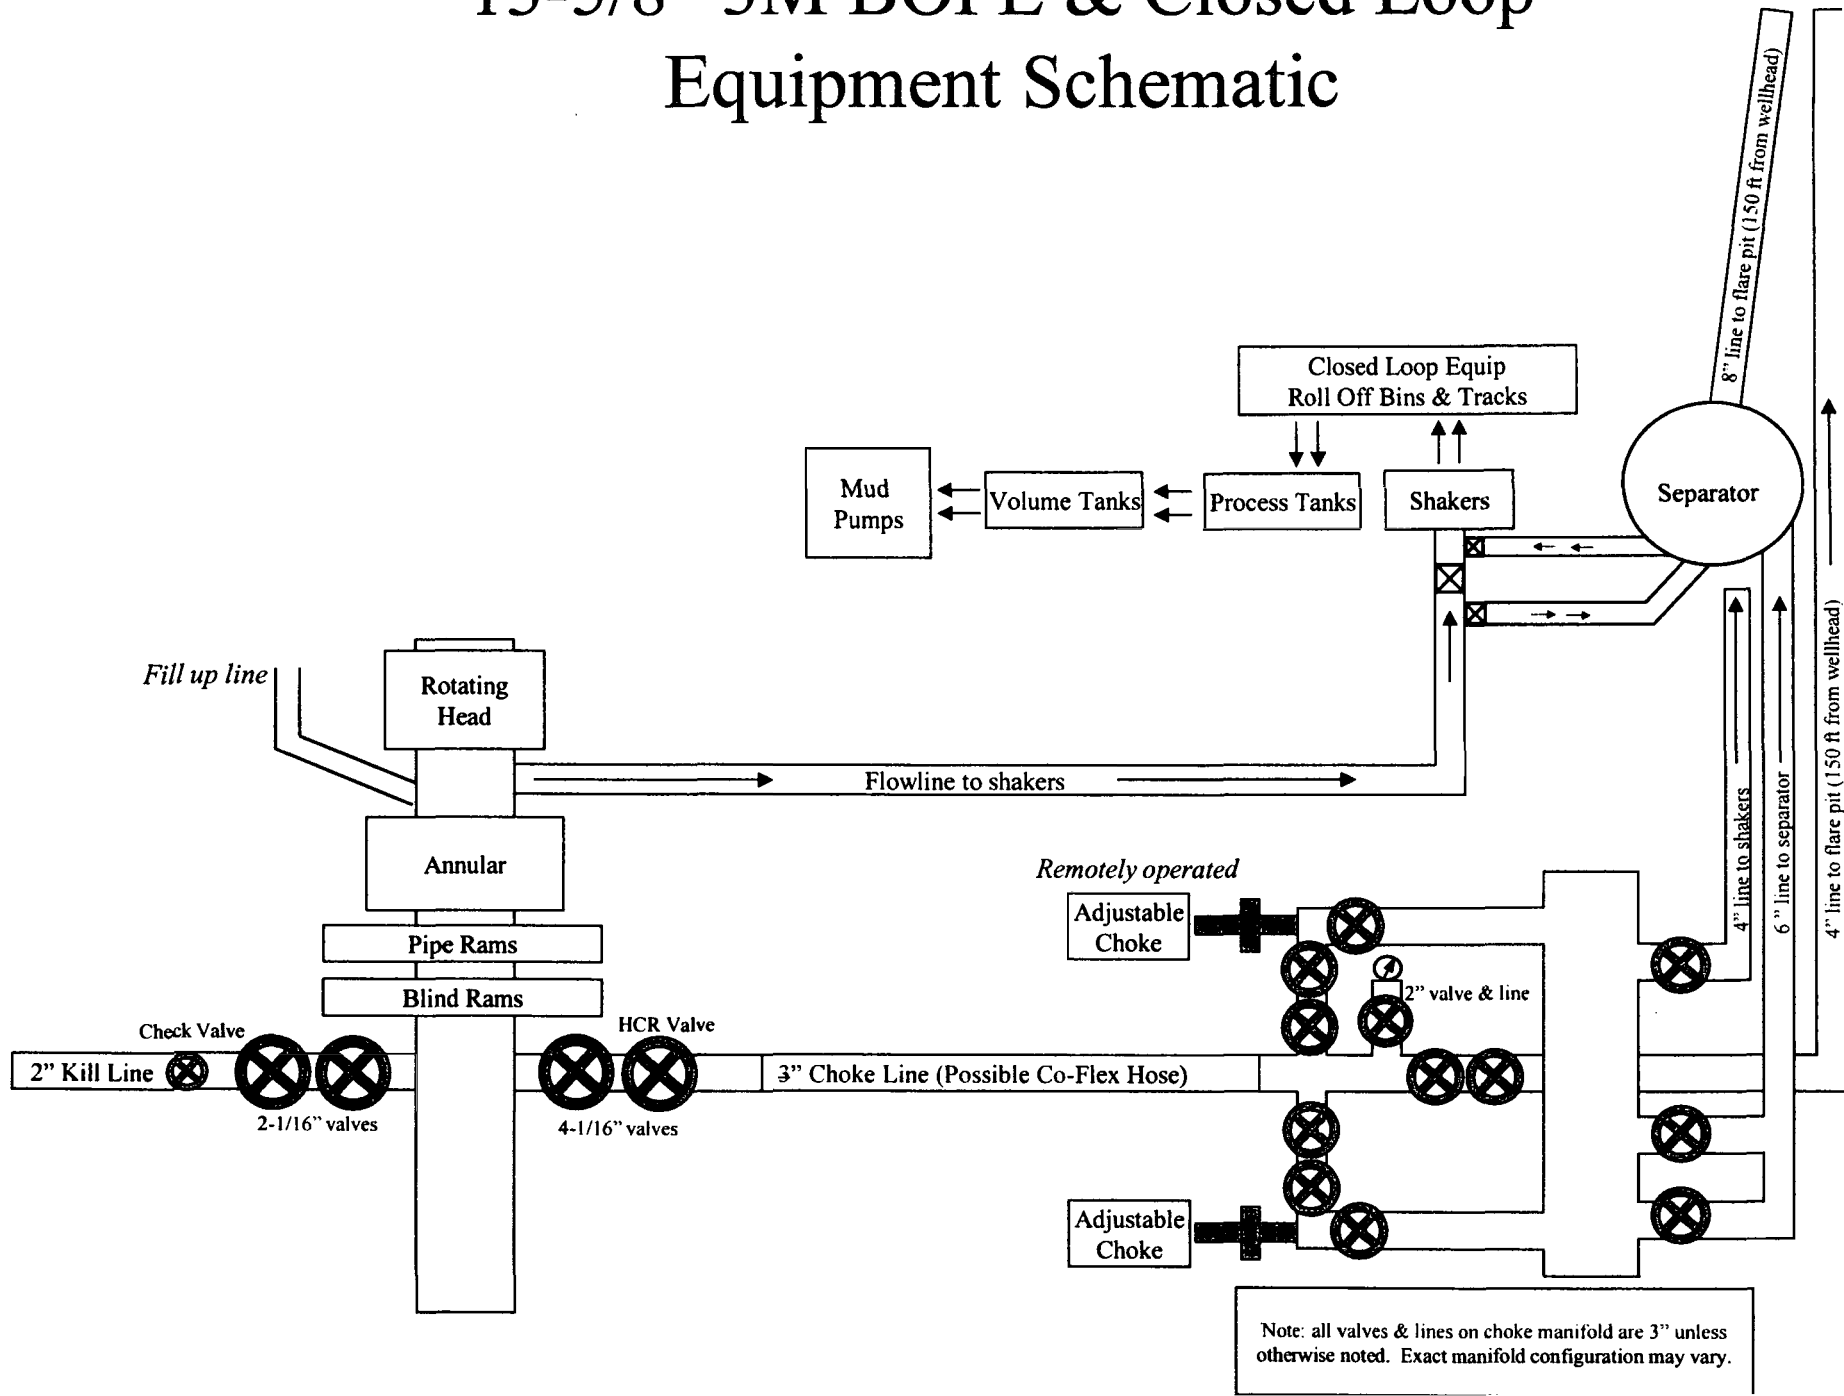 Equipment Schematic
8” line to flare pit (150 ft from wellhead)
Closed Loop Equip
Roll Off Bins & Tracks
Mud
Pumps
Volume Tanks
Process Tanks
Shakers
Separator
Fill up line
Rotating
Head
Flowline to shakers
4” line to shakers
6” line to separator
4” line to flare pit (150 ft from wellhead)
Annular
Remotely operated
Adjustable
Choke
Pipe Rams
Blind Rams
2” valve & line
Check Valve
HCR Valve
2” Kill Line
3” Choke Line (Possible Co-Flex Hose)
2-1/16” valves
4-1/16” valves
Adjustable
Choke
Note: all valves & lines on choke manifold are 3” unless
otherwise noted. Exact manifold configuration may vary.